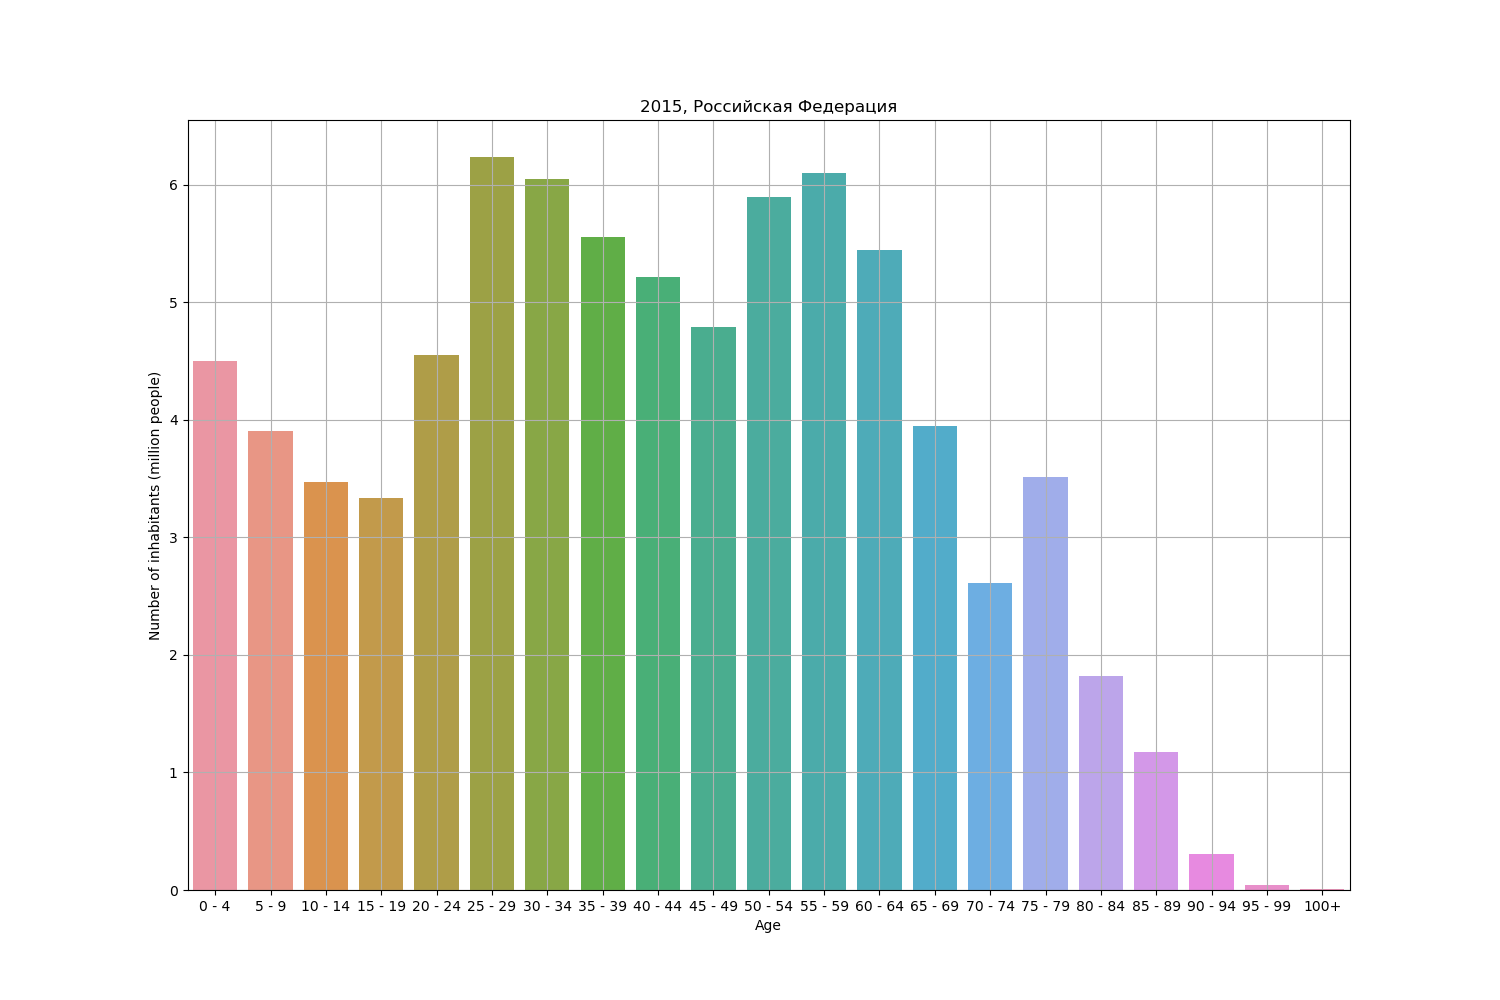 2015, Российская Федерация
Number of inhabitants (million people)
6
5
4
3
2
1
0
0 - 4 5 - 9 10 - 14 15 - 19 20 - 24 25 - 29 30 - 34 35 - 39 40 - 44 45 - 49 50 - 54 55 - 59 60 - 64 65 - 69 70 - 74 75 - 79 80 - 84 85 - 89 90 - 94 95 - 99 100+
Age